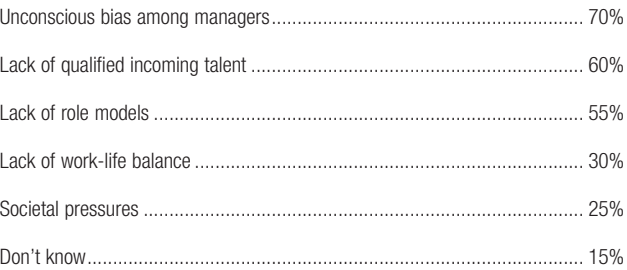 Unconscious bias among managers........................................................ 70%
Lack of qualified incoming talent ........................................................... 60%
Lack of role models ............................................................................. 55%
Lack of work-life balance ...................................................................... 30%
Societal pressures ............................................................................... 25%
Don’t know......................................................................................... 15%